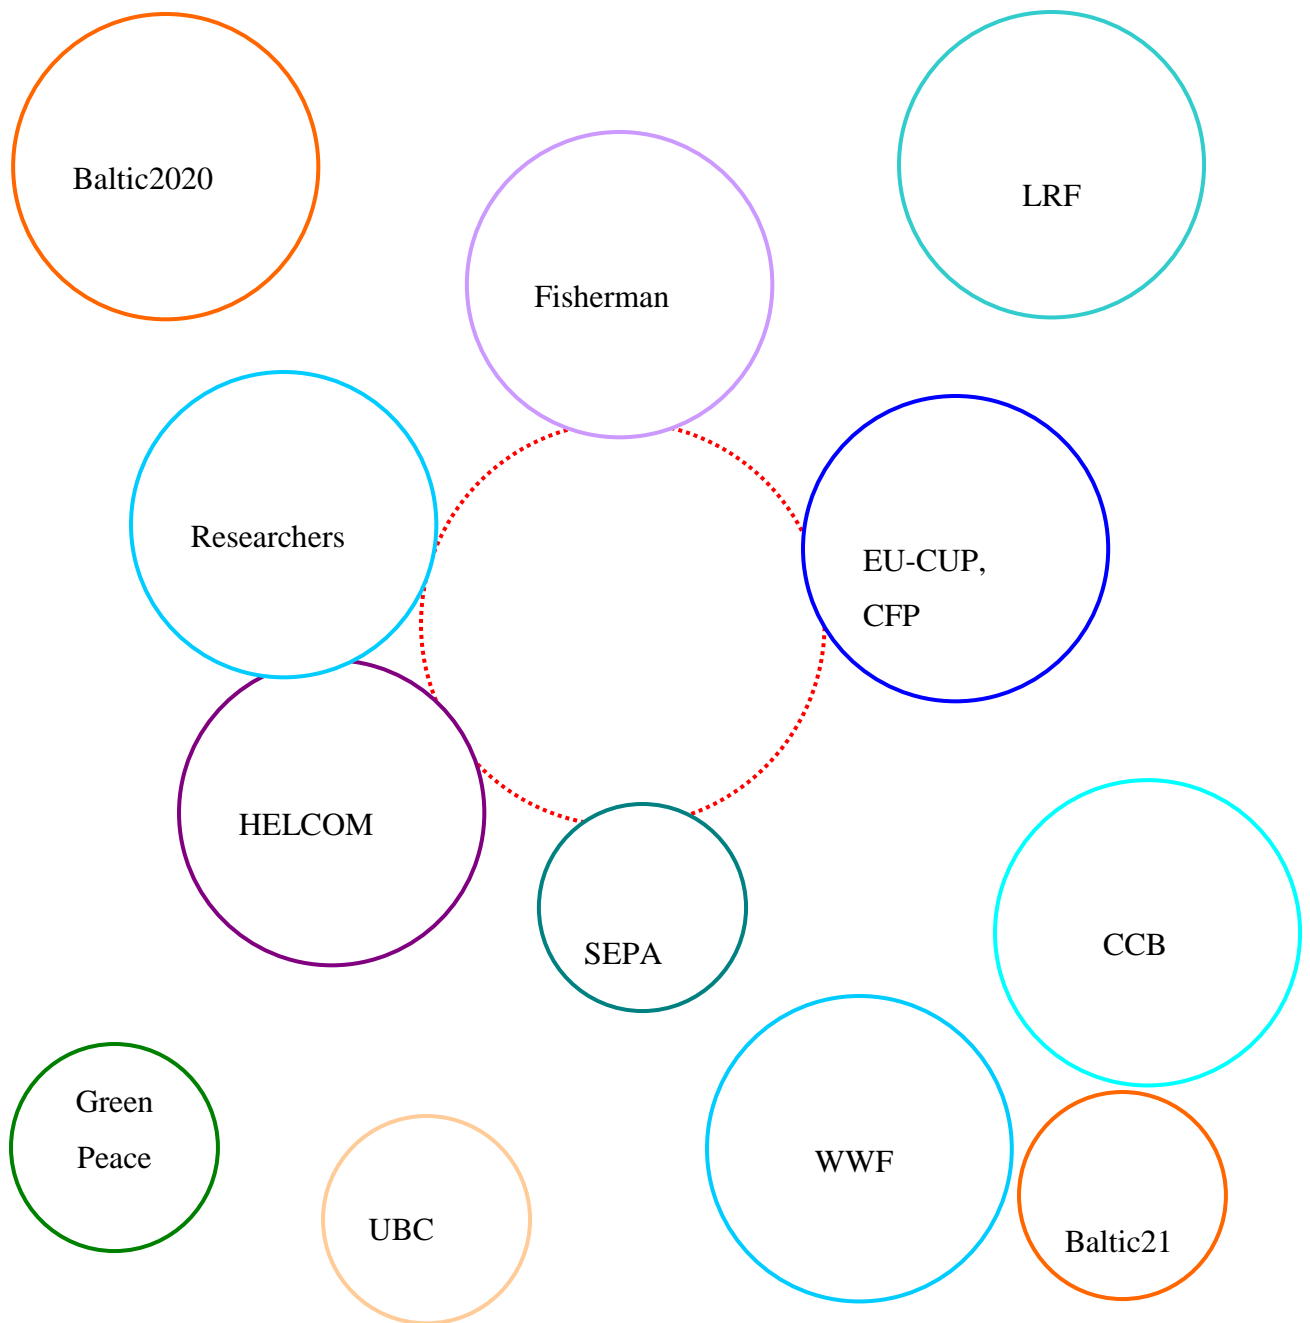 Baltic2020
LRF
Fisherman
Researchers
EU-CUP,
CFP
HELCOM
SEPA
CCB
Green
Peace
WWF
UBC
Baltic21